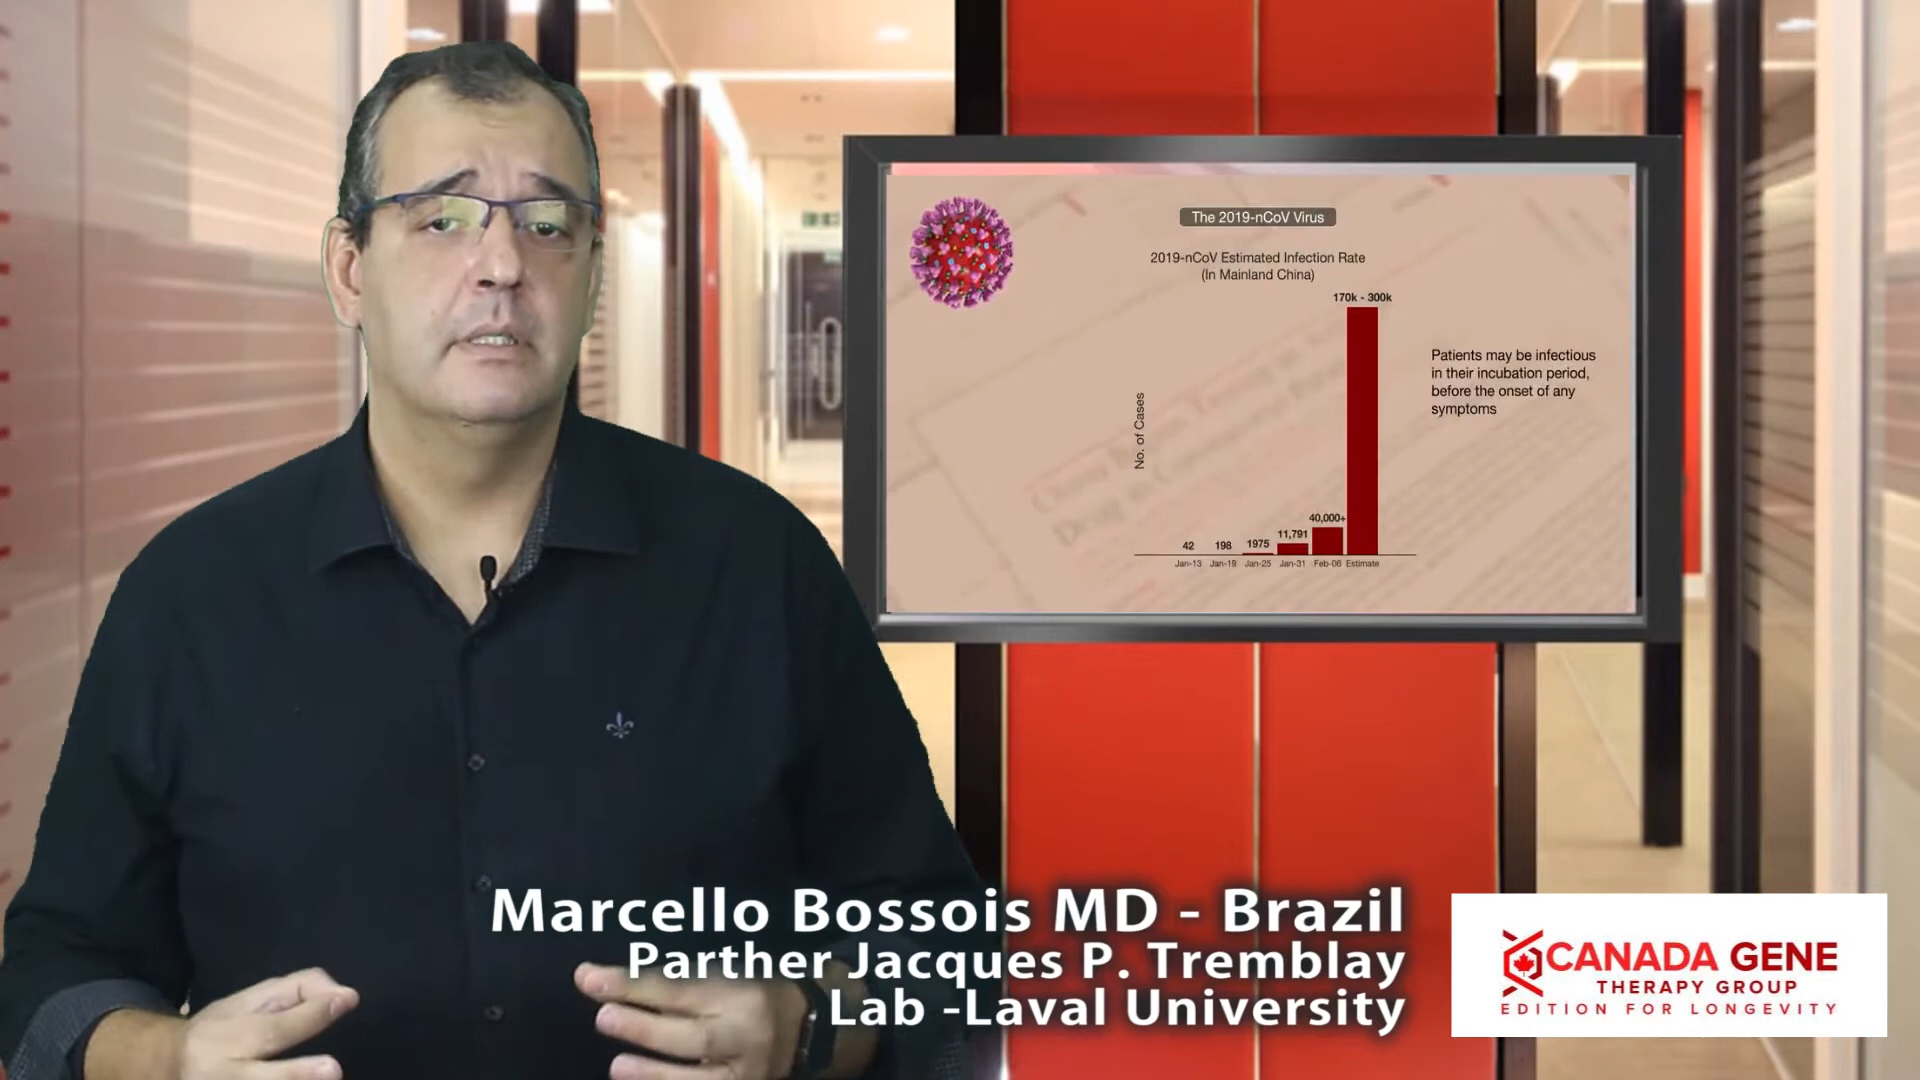 The 2019-nCoV Virus
2019-nCoV Estimated Infection Rate
(In Mainland China)
170k - 300k
Patients may be infectious
in their incubation period,
before the onset of any
symptoms
No. of Cases
40,000+
11,791
1975
198
42
Jan-13 Jan-19 Jan-25 Jan-31 Feb-06 Estimate
Marcello Bossois MD - Brazil
Parther Jacques P. Tremblay
Lab -Laval University
CANADA GENE
THERAPY GROUP
EDITION FOR LONGEVITY